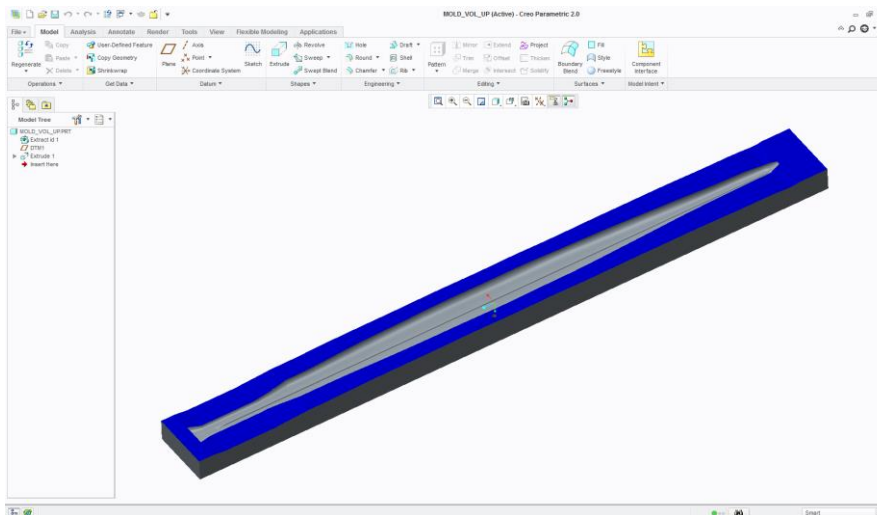 MOLD_VOL_UP (Active) - Creo Parametric 2.0
File Model Analysis Annotate Render Tools View Flexible Modeling Applications
Regenerate Copy Paste Delete User-Defined Feature Copy Geometry Shrinkwrap Plane Axis Point Coordinate System Sketch Extrude Revolve Sweep Swept Blend Hole Round Chamfer Draft Shell Rib Pattern Mirror Extend Project Trim Offset Thicken Merge Intersect Solidify Boundary Blend Fill Style Freestyle Component Interface
Operations Get Data Datum Shapes Engineering Editing Surfaces Model Intent
Model Tree
MOLD_VOL_UP.PRT
Extract id 1
DTM1
Extrude 1
Insert Here
Smart